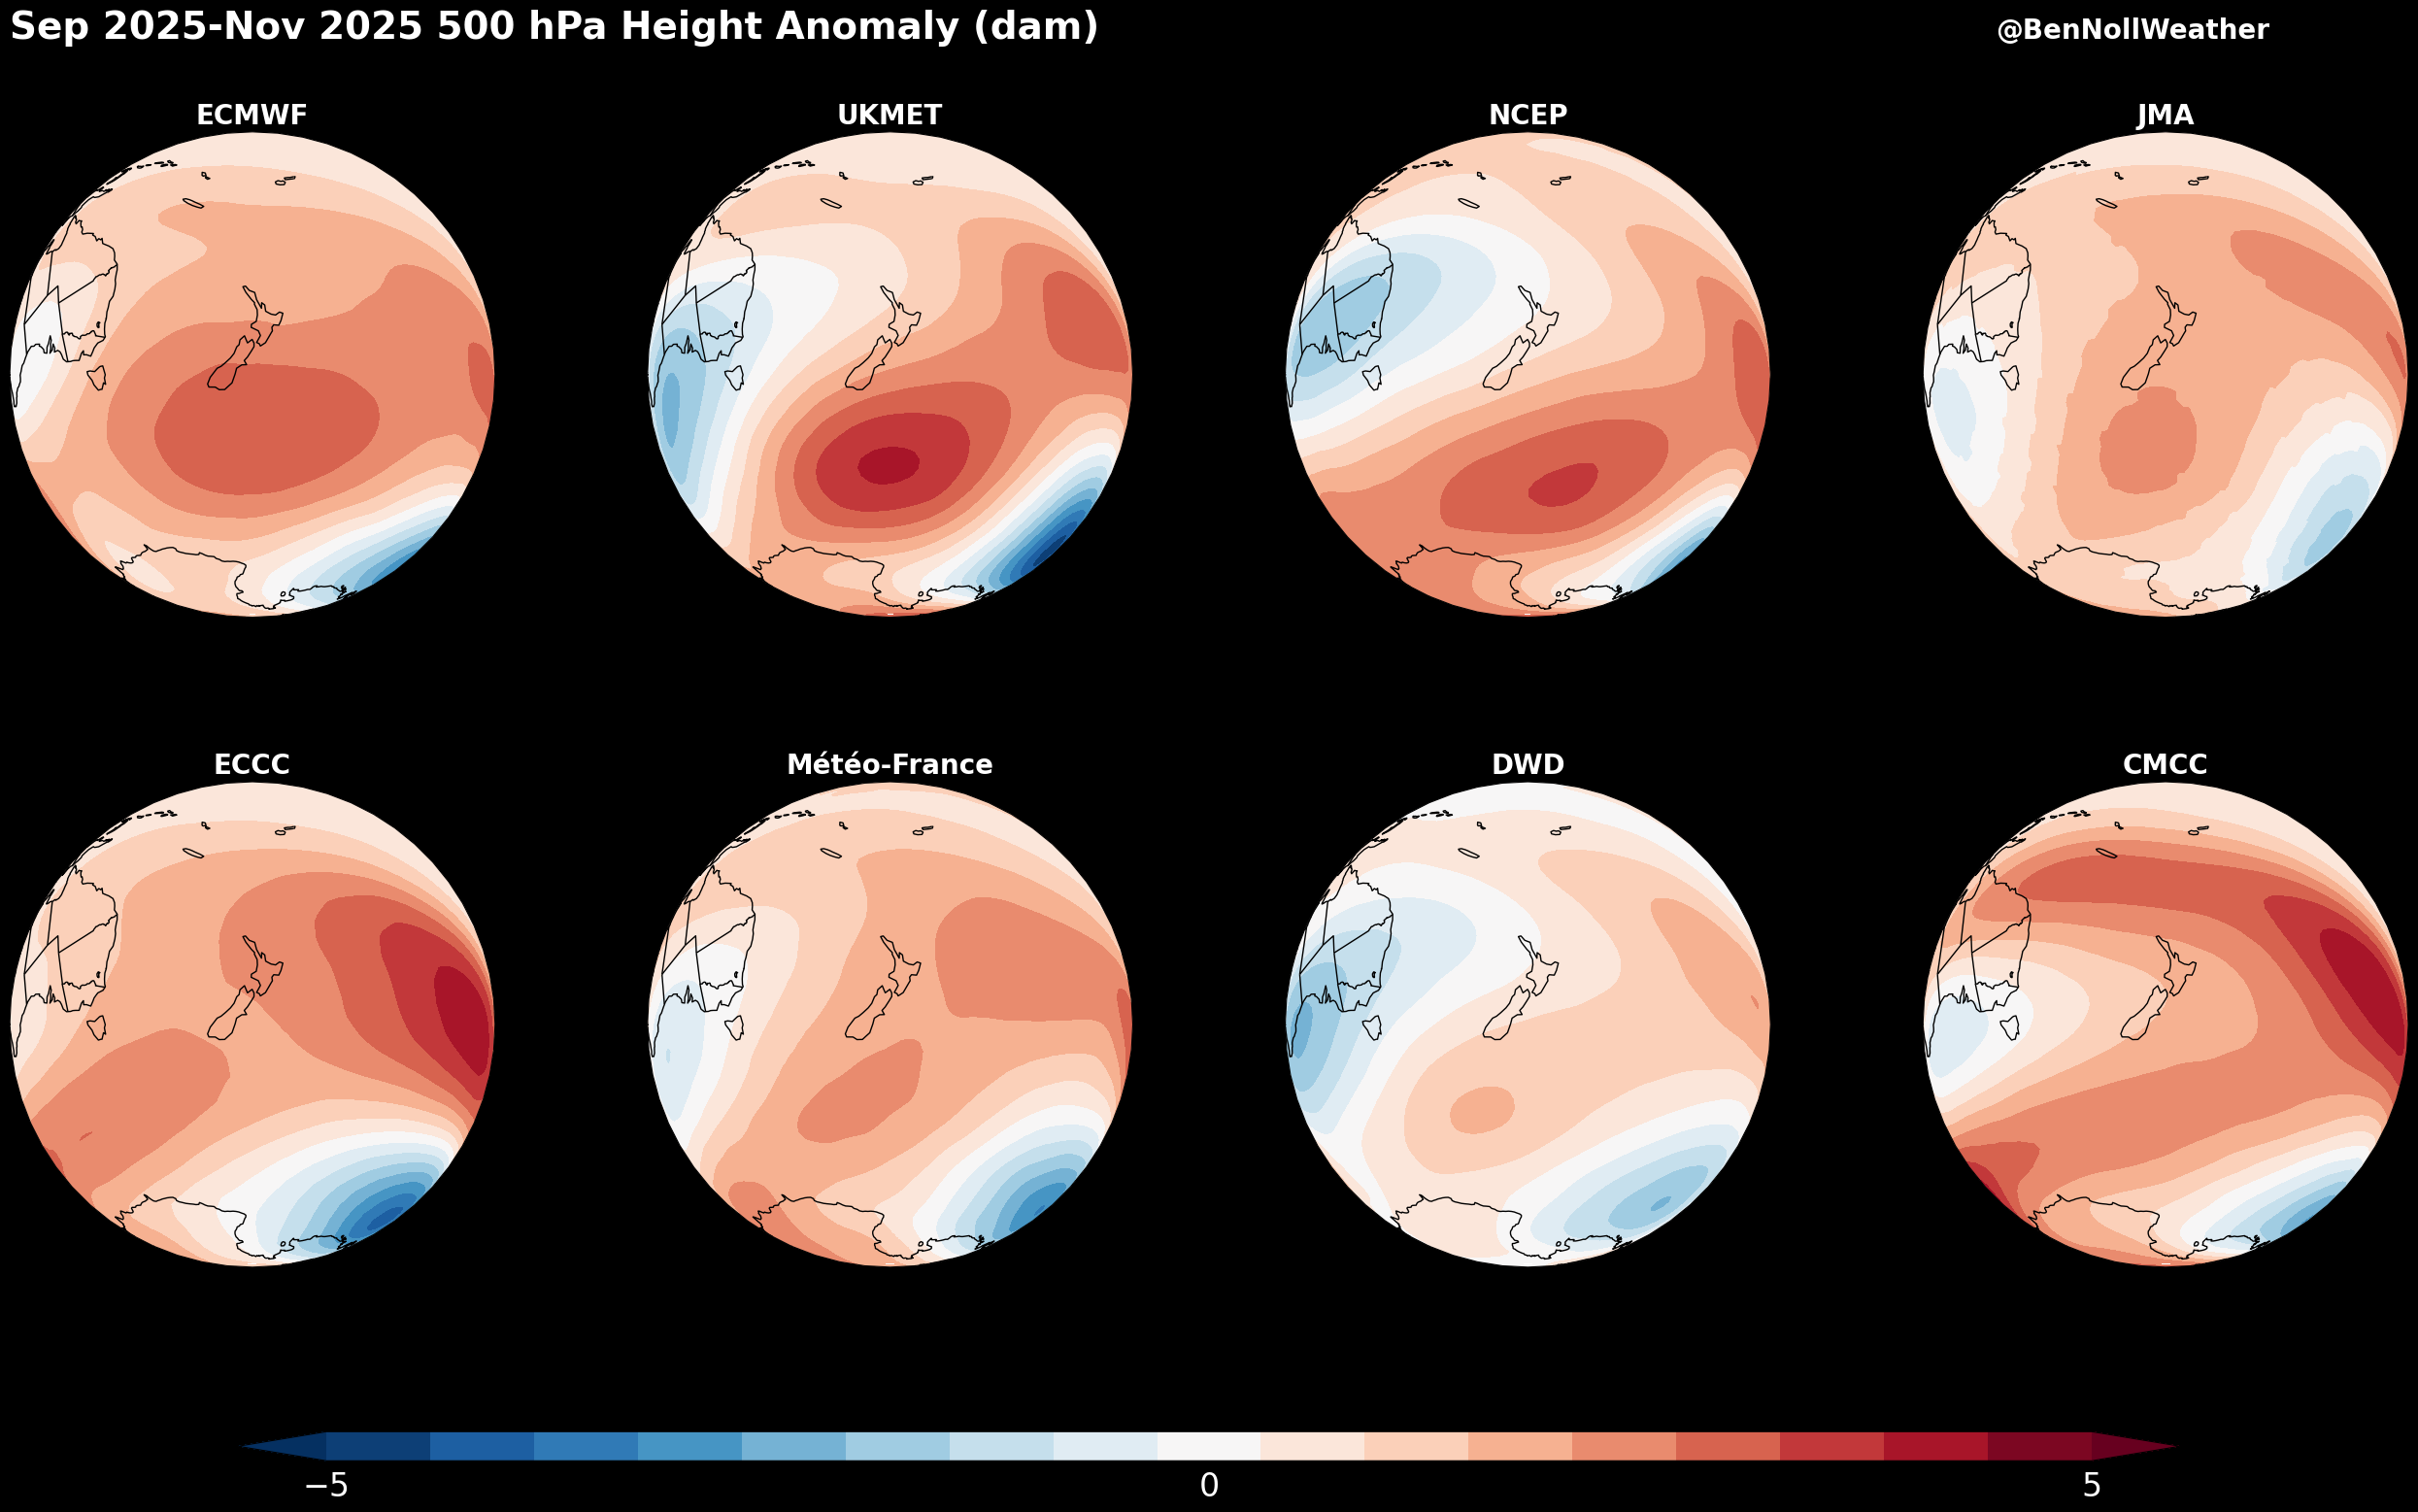 Sep 2025-Nov 2025 500 hPa Height Anomaly (dam)
@BenNollWeather
ECMWF
UKMET
NCEP
JMA
ECCC
Météo-France
DWD
CMCC
−5
0
5